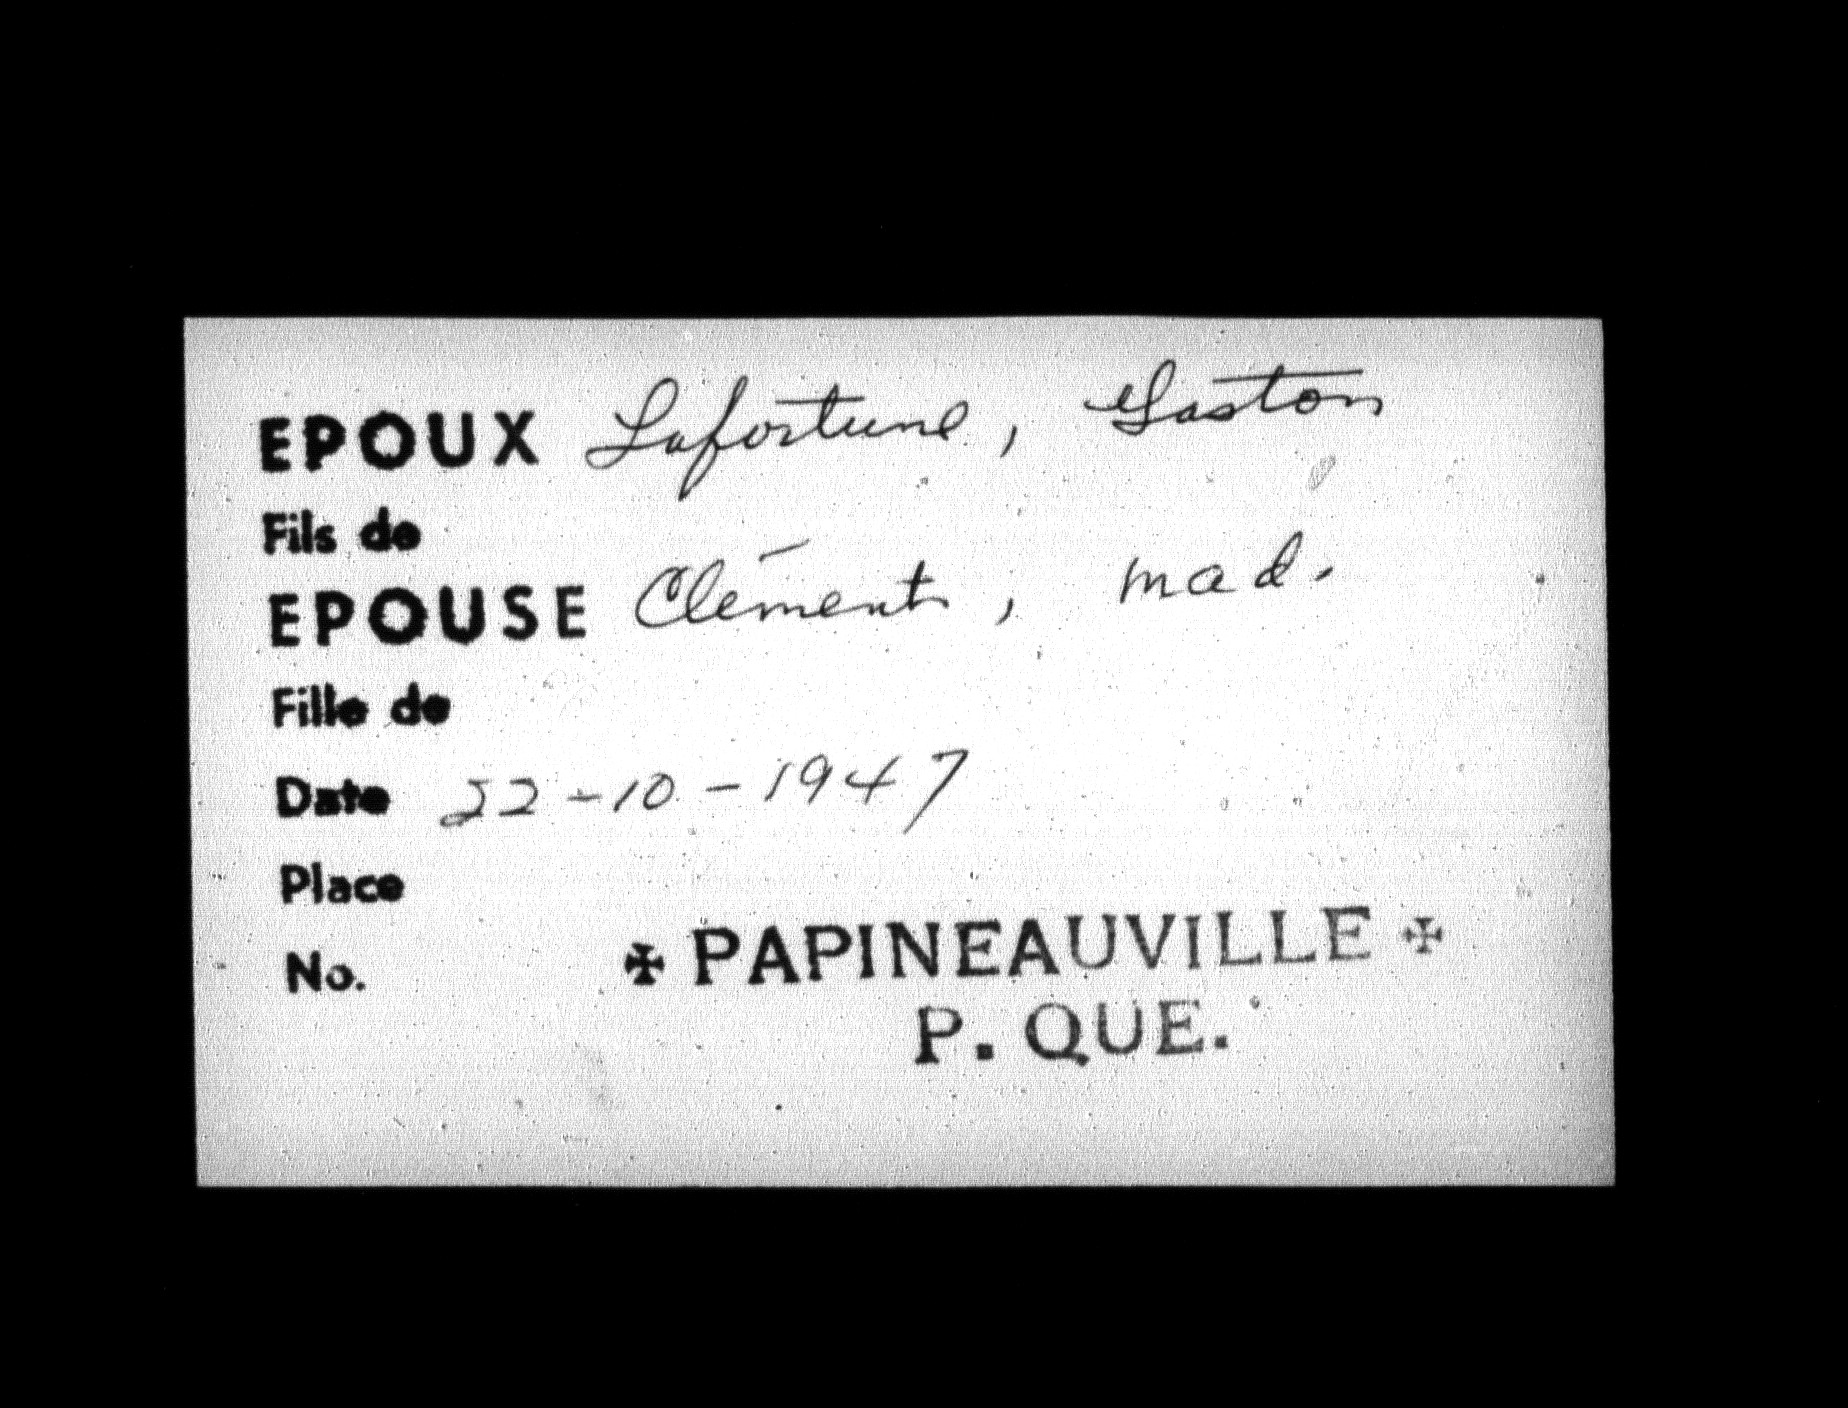 EPOUX Lafortune, Gaston
Fils de
EPOUSE Clément, Mad.
Fille de
Date 22-10-1947
Place
No.
✠ PAPINEAUVILLE ✠
P. QUE.